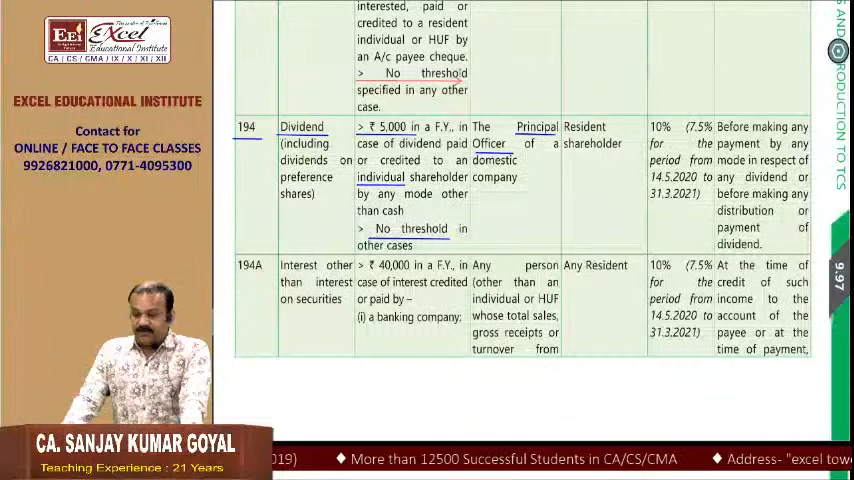 EEi
Excel
Educational Institute
CA | CS | CMA | IX | X | XI | XII
EXCEL EDUCATIONAL INSTITUTE
Contact for
ONLINE / FACE TO FACE CLASSES
9926821000, 0771-4095300
interested, paid or
credited to a resident
individual or HUF by
an A/c payee cheque.
> No threshold
specified in any other
case.
194
Dividend
(including
dividends on
preference
shares)
> ₹ 5,000 in a F.Y., in
case of dividend paid
or credited to an
individual shareholder
by any mode other
than cash
> No threshold in
other cases
The Principal
Officer of a
domestic
company
Resident
shareholder
10% (7.5%
for the
period from
14.5.2020 to
31.3.2021)
Before making any
payment by any
mode in respect of
any dividend or
before making any
distribution or
payment of
dividend.
194A
Interest other
than interest
on securities
> ₹ 40,000 in a F.Y., in
case of interest credited
or paid by –
(i) a banking company;
Any person
(other than an
individual or HUF
whose total sales,
gross receipts or
turnover from
Any Resident
10% (7.5%
for the
period from
14.5.2020 to
31.3.2021)
At the time of
credit of such
income to the
account of the
payee or at the
time of payment,
AND
RODUCTION TO TCS
9.97
CA. SANJAY KUMAR GOYAL
Teaching Experience : 21 Years
2019) ♦ More than 12500 Successful Students in CA/CS/CMA ♦ Address- "excel towe